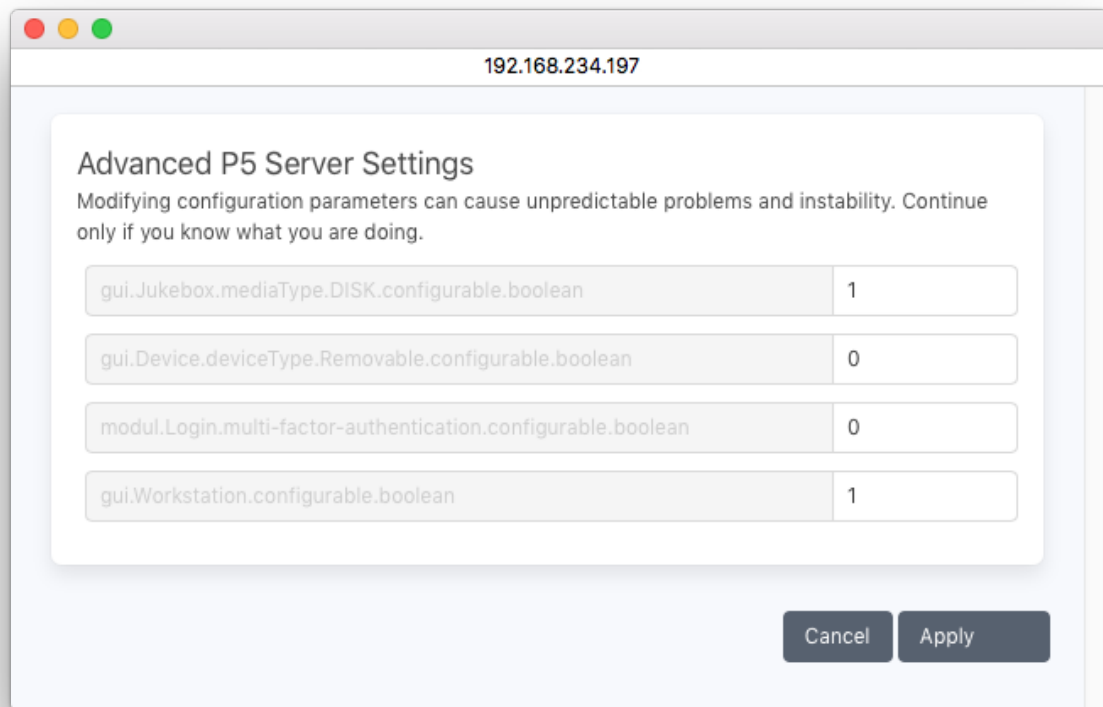 192.168.234.197
Advanced P5 Server Settings
Modifying configuration parameters can cause unpredictable problems and instability. Continue
only if you know what you are doing.
gui.Jukebox.mediaType.DISK.configurable.boolean 1
gui.Device.deviceType.Removable.configurable.boolean 0
modul.Login.multi-factor-authentication.configurable.boolean 0
gui.Workstation.configurable.boolean 1
Cancel Apply